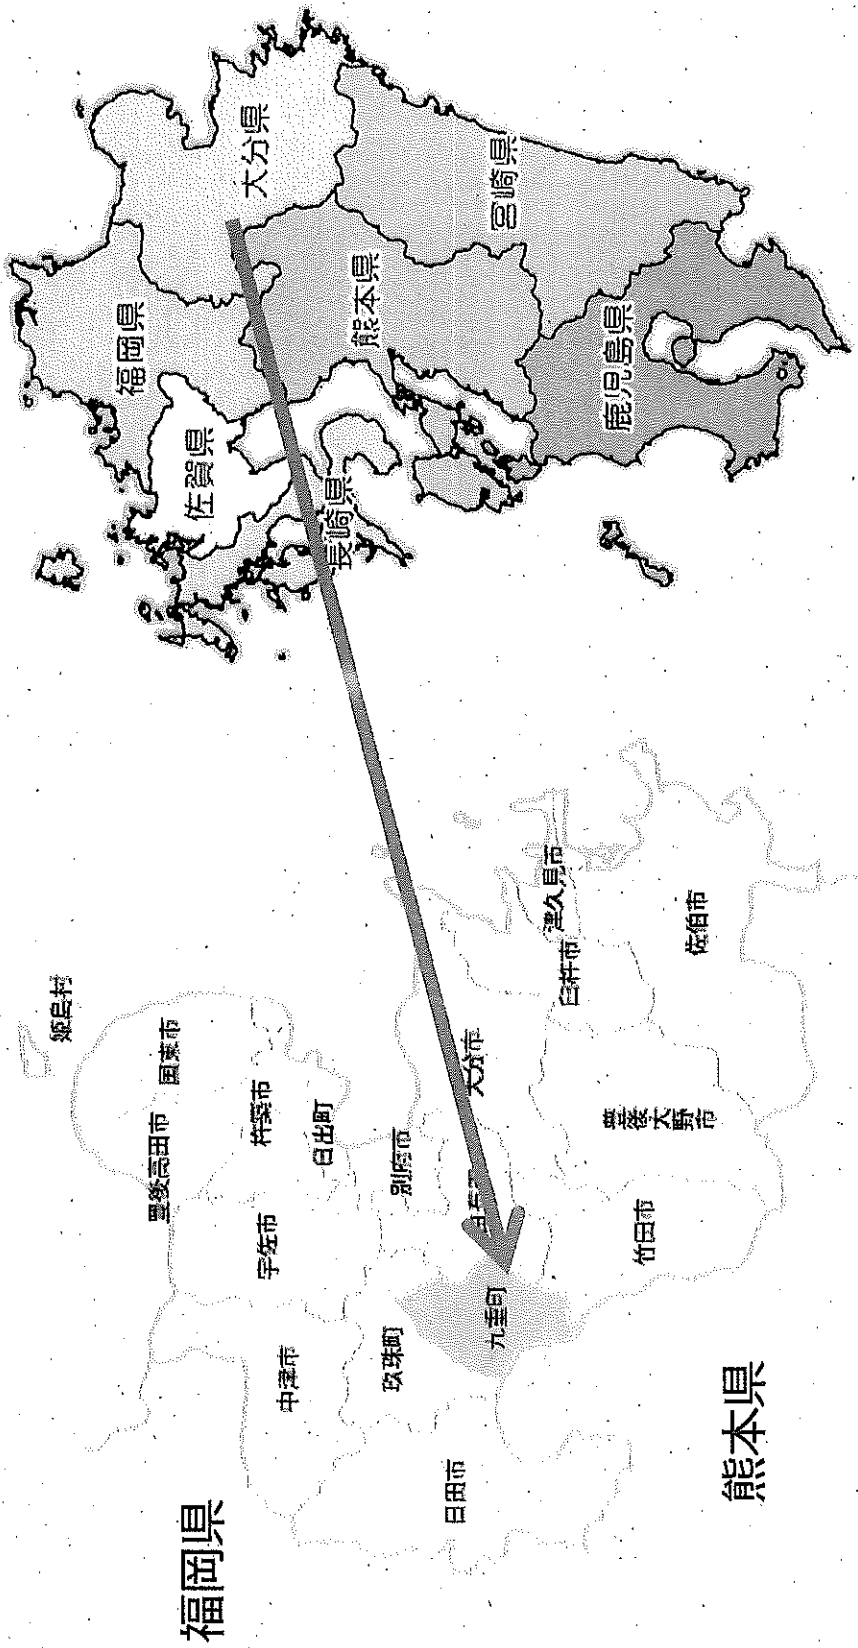 福岡県
姫島村
豊後高田市
国東市
杵築市
宇佐市
中津市
日出町
玖珠町
別府市
日田市
大分市
九重町
津久見市
臼杵市
竹田市
豊後大野市
佐伯市
熊本県
福岡県
佐賀県
大分県
長崎県
熊本県
宮崎県
鹿児島県